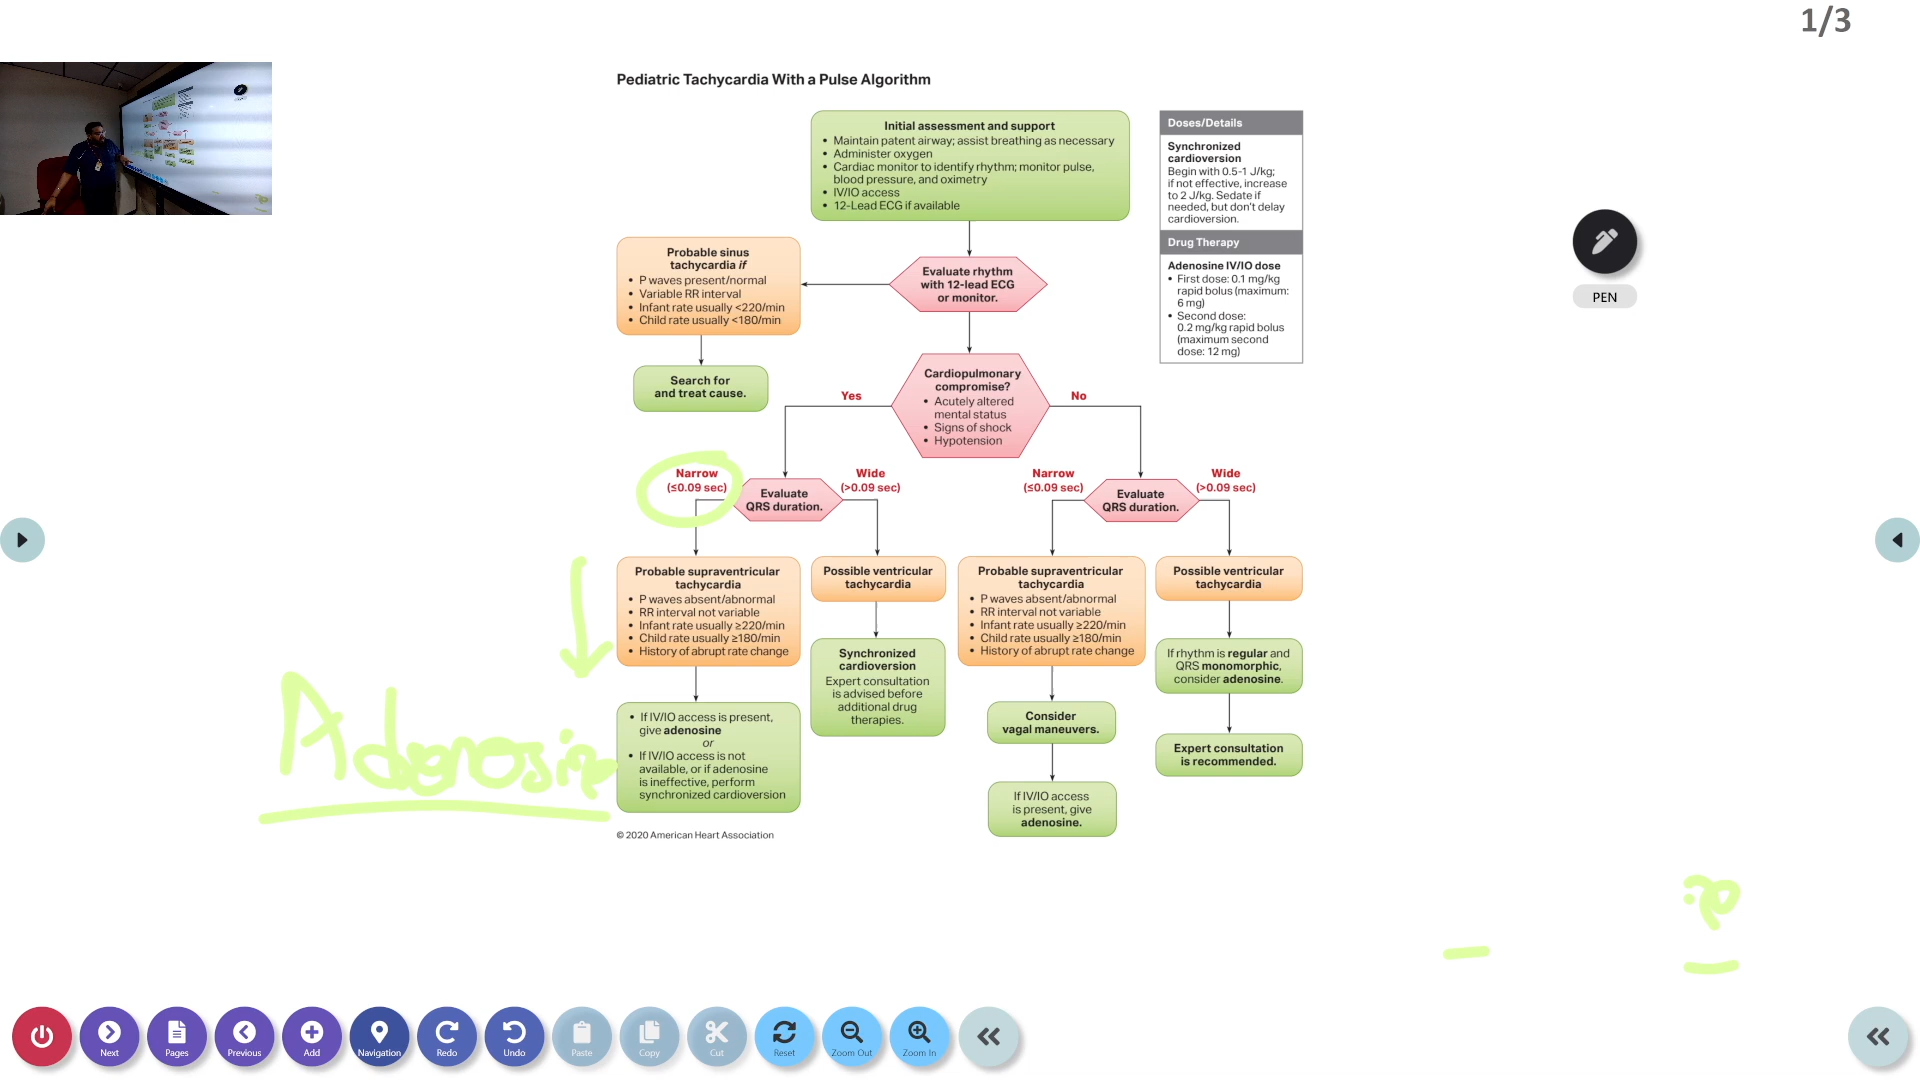 1/3
Pediatric Tachycardia With a Pulse Algorithm
Initial assessment and support
• Maintain patent airway; assist breathing as necessary
• Administer oxygen
• Cardiac monitor to identify rhythm; monitor pulse,
blood pressure, and oximetry
• IV/IO access
• 12-Lead ECG if available
Doses/Details
Synchronized
cardioversion
Begin with 0.5-1 J/kg;
if not effective, increase
to 2 J/kg. Sedate if
needed, but don't delay
cardioversion.
Drug Therapy
Adenosine IV/IO dose
• First dose: 0.1 mg/kg
rapid bolus (maximum:
6 mg)
• Second dose:
0.2 mg/kg rapid bolus
(maximum second
dose: 12 mg)
PEN
Probable sinus
tachycardia if
• P waves present/normal
• Variable RR interval
• Infant rate usually <220/min
• Child rate usually <180/min
Evaluate rhythm
with 12-lead ECG
or monitor.
Search for
and treat cause.
Cardiopulmonary
compromise?
• Acutely altered
mental status
• Signs of shock
• Hypotension
Yes
No
Narrow
(≤0.09 sec)
Evaluate
QRS duration.
Wide
(>0.09 sec)
Narrow
(≤0.09 sec)
Evaluate
QRS duration.
Wide
(>0.09 sec)
Probable supraventricular
tachycardia
• P waves absent/abnormal
• RR interval not variable
• Infant rate usually ≥220/min
• Child rate usually ≥180/min
• History of abrupt rate change
Possible ventricular
tachycardia
Probable supraventricular
tachycardia
• P waves absent/abnormal
• RR interval not variable
• Infant rate usually ≥220/min
• Child rate usually ≥180/min
• History of abrupt rate change
Possible ventricular
tachycardia
Synchronized
cardioversion
Expert consultation
is advised before
additional drug
therapies.
If rhythm is regular and
QRS monomorphic,
consider adenosine.
Adenosine
• If IV/IO access is present,
give adenosine
or
• If IV/IO access is not
available, or if adenosine
is ineffective, perform
synchronized cardioversion
Consider
vagal maneuvers.
Expert consultation
is recommended.
If IV/IO access
is present, give
adenosine.
© 2020 American Heart Association
Next
Pages
Previous
Add
Navigation
Redo
Undo
Paste
Copy
Cut
Reset
Zoom Out
Zoom In